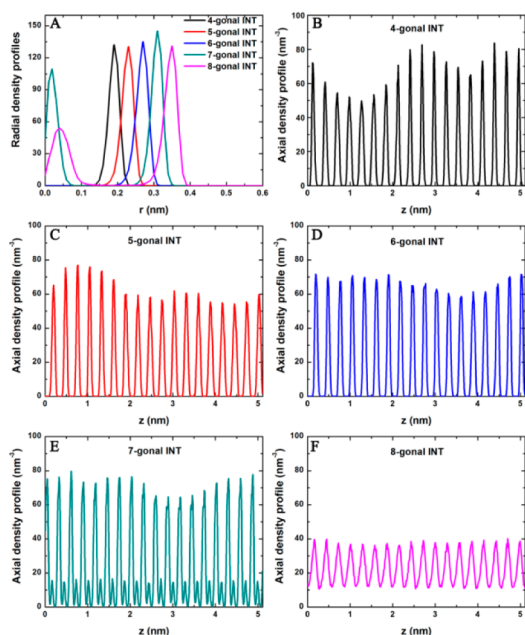 A
4-gonal INT
5-gonal INT
6-gonal INT
7-gonal INT
8-gonal INT
Radial density profiles
150
120
90
60
30
0
0.0 0.1 0.2 0.3 0.4 0.5 0.6
r (nm)
B
4-gonal INT
Axial density profile (nm-3)
100
80
60
40
20
0
0 1 2 3 4 5
z (nm)
C
5-gonal INT
Axial density profile (nm-3)
100
80
60
40
20
0
0 1 2 3 4 5
z (nm)
D
6-gonal INT
Axial density profile (nm-3)
100
80
60
40
20
0
0 1 2 3 4 5
z (nm)
E
7-gonal INT
Axial density profile (nm-3)
100
80
60
40
20
0
0 1 2 3 4 5
z (nm)
F
8-gonal INT
Axial density profile (nm-3)
100
80
60
40
20
0
0 1 2 3 4 5
z (nm)